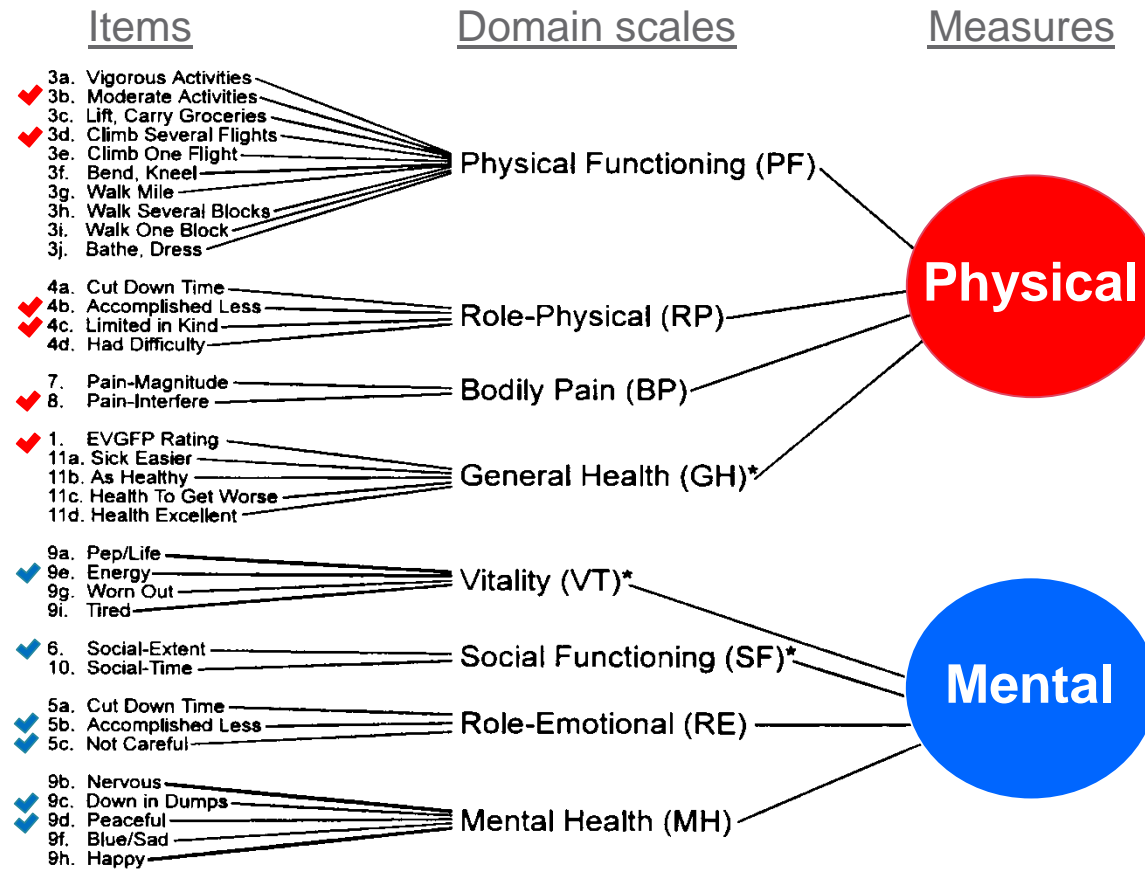 Items Domain scales Measures
3a. Vigorous Activities
3b. Moderate Activities
3c. Lift, Carry Groceries
3d. Climb Several Flights
3e. Climb One Flight
3f. Bend, Kneel
3g. Walk Mile
3h. Walk Several Blocks
3i. Walk One Block
3j. Bathe, Dress
Physical Functioning (PF)
4a. Cut Down Time
4b. Accomplished Less
4c. Limited in Kind
4d. Had Difficulty
Role-Physical (RP)
7. Pain-Magnitude
8. Pain-Interfere
Bodily Pain (BP)
1. EVGFP Rating
11a. Sick Easier
11b. As Healthy
11c. Health To Get Worse
11d. Health Excellent
General Health (GH)*
Physical
9a. Pep/Life
9e. Energy
9g. Worn Out
9i. Tired
Vitality (VT)*
6. Social-Extent
10. Social-Time
Social Functioning (SF)*
5a. Cut Down Time
5b. Accomplished Less
5c. Not Careful
Role-Emotional (RE)
9b. Nervous
9c. Down in Dumps
9d. Peaceful
9f. Blue/Sad
9h. Happy
Mental Health (MH)
Mental